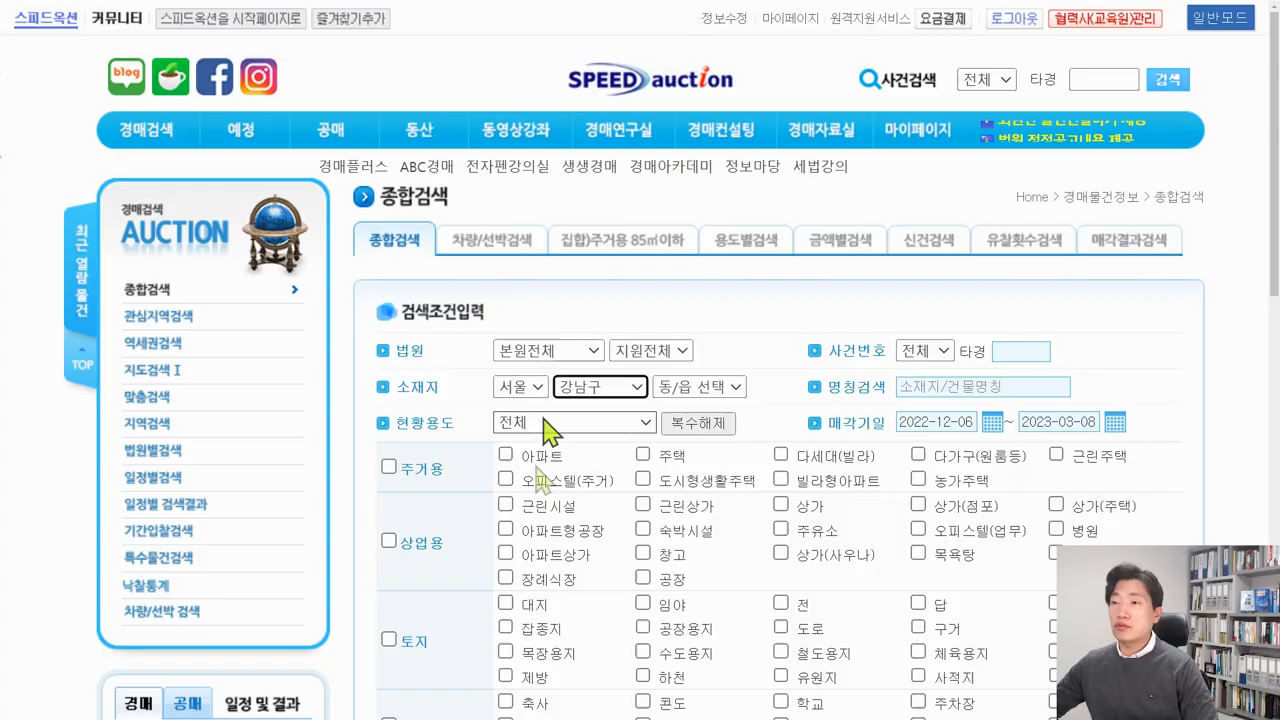 스피드옥션 커뮤니티 스피드옥션을 시작페이지로 즐겨찾기추가 정보수정 마이페이지 원격지원서비스 요금결제 로그아웃 협력사(교육원)관리 일반모드
blog SPEED auction 사건검색 전체 타경 검색
경매검색 예정 공매 동산 동영상강좌 경매연구실 경매컨설팅 경매자료실 마이페이지
법원 정정공고내용 제공
경매플러스 ABC경매 전자펜강의실 생생경매 경매아카데미 정보마당 세법강의
최근 열람 물건
TOP
경매검색
AUCTION
종합검색
관심지역검색
역세권검색
지도검색 I
맞춤검색
지역검색
법원별검색
일정별검색
일정별 검색결과
기간입찰검색
특수물건검색
낙찰통계
차량/선박 검색
경매 공매 일정 및 결과
종합검색 Home > 경매물건정보 > 종합검색
종합검색 차량/선박검색 집합)주거용 85㎡이하 용도별검색 금액별검색 신건검색 유찰횟수검색 매각결과검색
검색조건입력
법원 본원전체 지원전체 사건번호 전체 타경
소재지 서울 강남구 동/읍 선택 명칭검색 소재지/건물명칭
현황용도 전체 복수해제 매각기일 2022-12-06 ~ 2023-03-08
주거용 아파트 주택 다세대(빌라) 다가구(원룸등) 근린주택
오피스텔(주거) 도시형생활주택 빌라형아파트 농가주택
상업용 근린시설 근린상가 상가 상가(점포) 상가(주택)
아파트형공장 숙박시설 주유소 오피스텔(업무) 병원
아파트상가 창고 상가(사우나) 목욕탕
장례식장 공장
토지 대지 임야 전 답
잡종지 공장용지 도로 구거
목장용지 수도용지 철도용지 체육용지
제방 하천 유원지 사적지
축사 콘도 학교 주차장